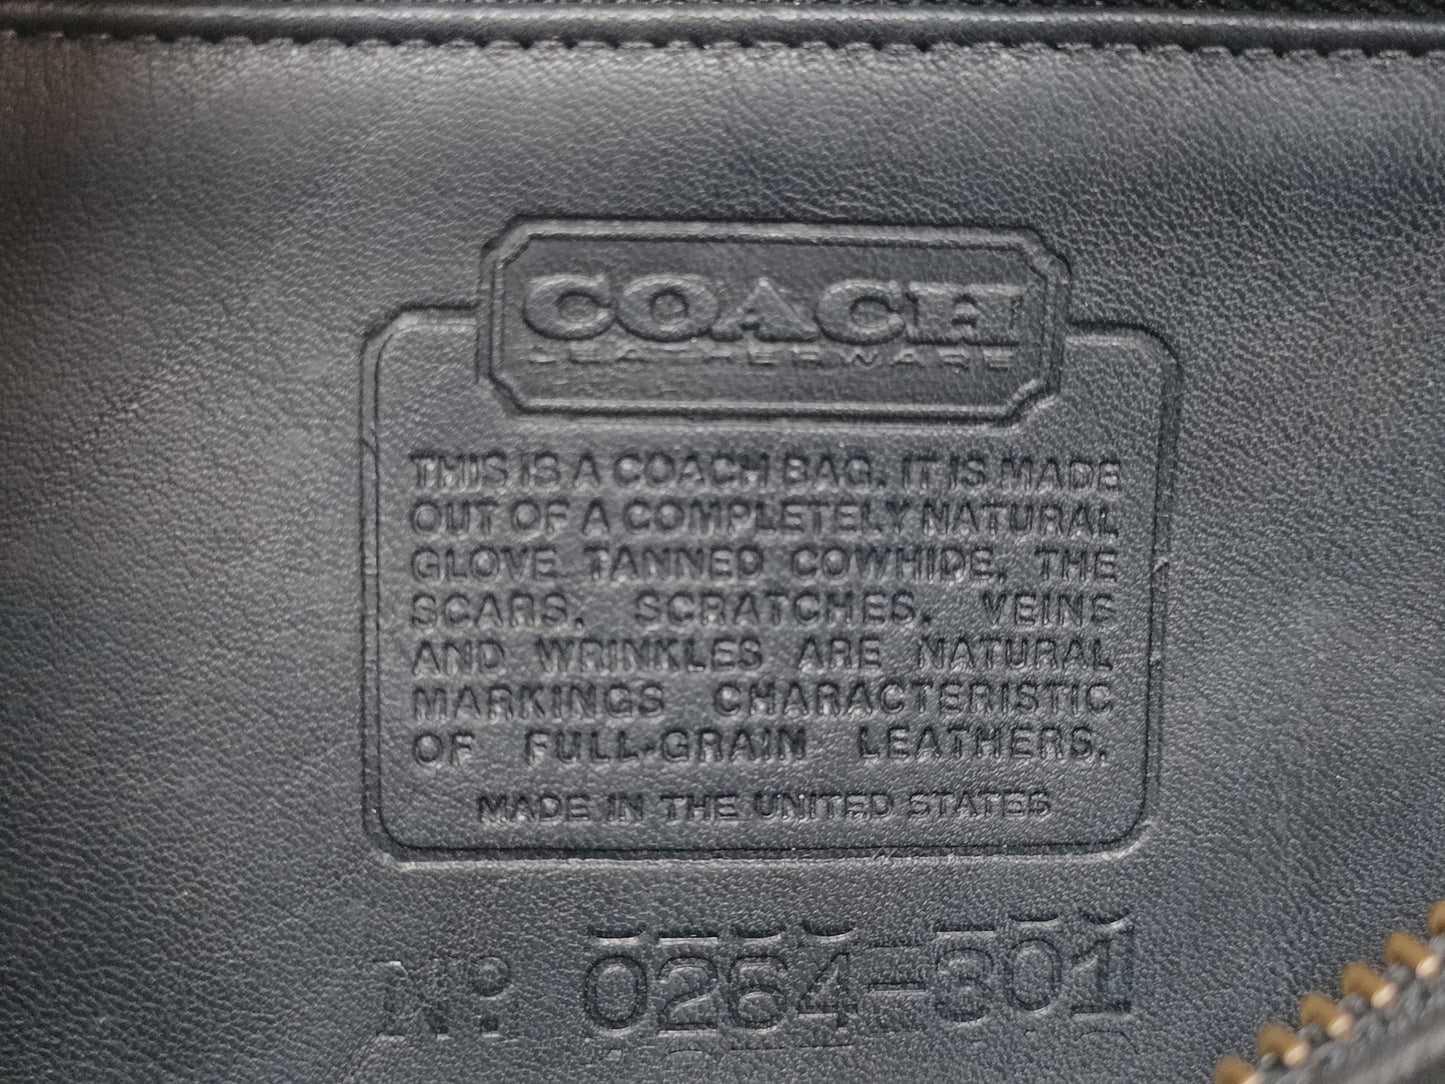 COACH
LEATHERWARE
THIS IS A COACH BAG. IT IS MADE
OUT OF A COMPLETELY NATURAL
GLOVE TANNED COWHIDE. THE
SCARS, SCRATCHES, VEINS
AND WRINKLES ARE NATURAL
MARKINGS CHARACTERISTIC
OF FULL-GRAIN LEATHERS.
MADE IN THE UNITED STATES
Nº 0264-301